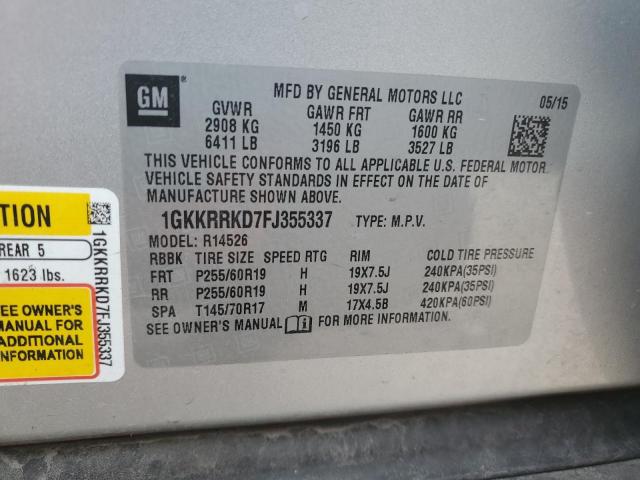 GM
®
MFD BY GENERAL MOTORS LLC 05/15
GVWR GAWR FRT GAWR RR
2908 KG 1450 KG 1600 KG
6411 LB 3196 LB 3527 LB
THIS VEHICLE CONFORMS TO ALL APPLICABLE U.S. FEDERAL MOTOR
VEHICLE SAFETY STANDARDS IN EFFECT ON THE DATE OF
MANUFACTURE SHOWN ABOVE.
1GKKRRKD7FJ355337 TYPE: M.P.V.
MODEL: R14526
RBBK TIRE SIZE SPEED RTG RIM COLD TIRE PRESSURE
FRT P255/60R19 H 19X7.5J 240KPA(35PSI)
RR P255/60R19 H 19X7.5J 240KPA(35PSI)
SPA T145/70R17 M 17X4.5B 420KPA(60PSI)
SEE OWNER'S MANUAL FOR MORE INFORMATION.
TION
REAR 5
1623 lbs.
EE OWNER'S
MANUAL FOR
ADDITIONAL
NFORMATION
1GKKRRKD7FJ355337